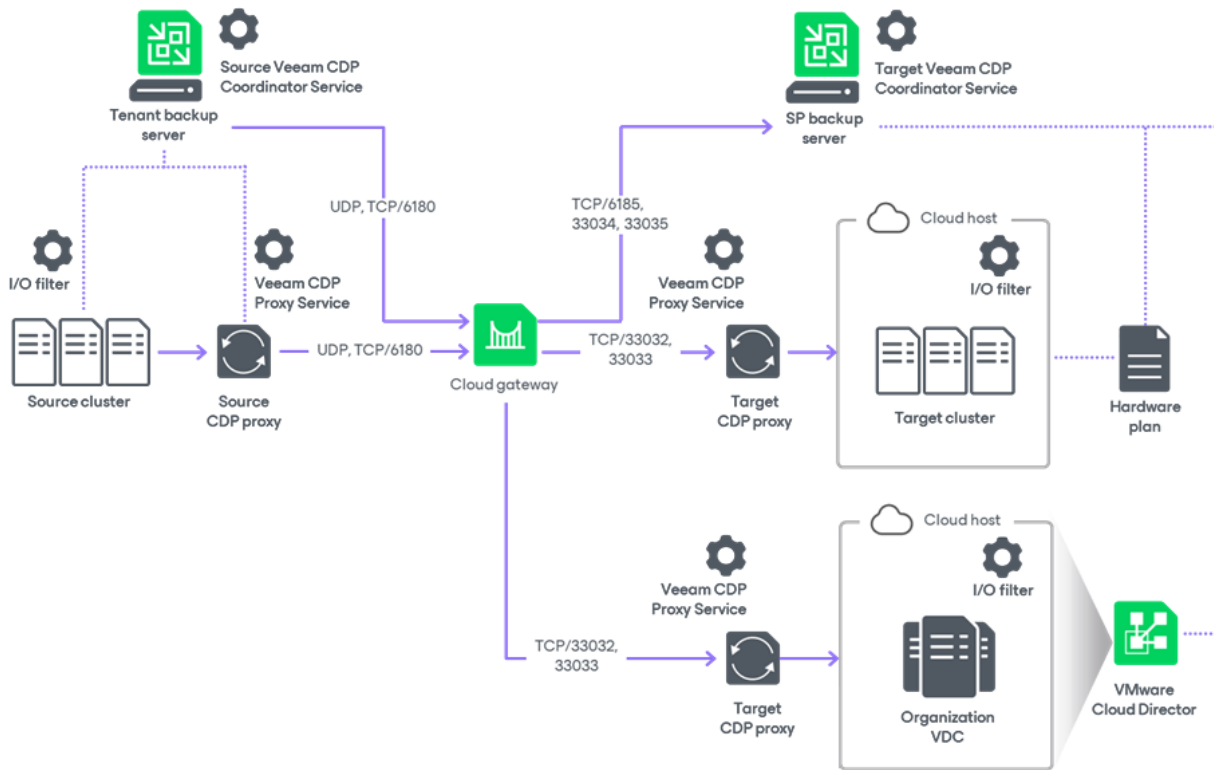 Source Veeam CDP
Coordinator Service
Tenant backup
server
Target Veeam CDP
Coordinator Service
SP backup
server
UDP, TCP/6180
TCP/6185,
33034, 33035
Cloud host
I/O filter
Veeam CDP
Proxy Service
Veeam CDP
Proxy Service
I/O filter
UDP, TCP/6180
TCP/33032,
33033
Source cluster
Source
CDP proxy
Cloud gateway
Target
CDP proxy
Target cluster
Hardware
plan
Cloud host
Veeam CDP
Proxy Service
I/O filter
TCP/33032,
33033
Target
CDP proxy
Organization
VDC
VMware
Cloud Director